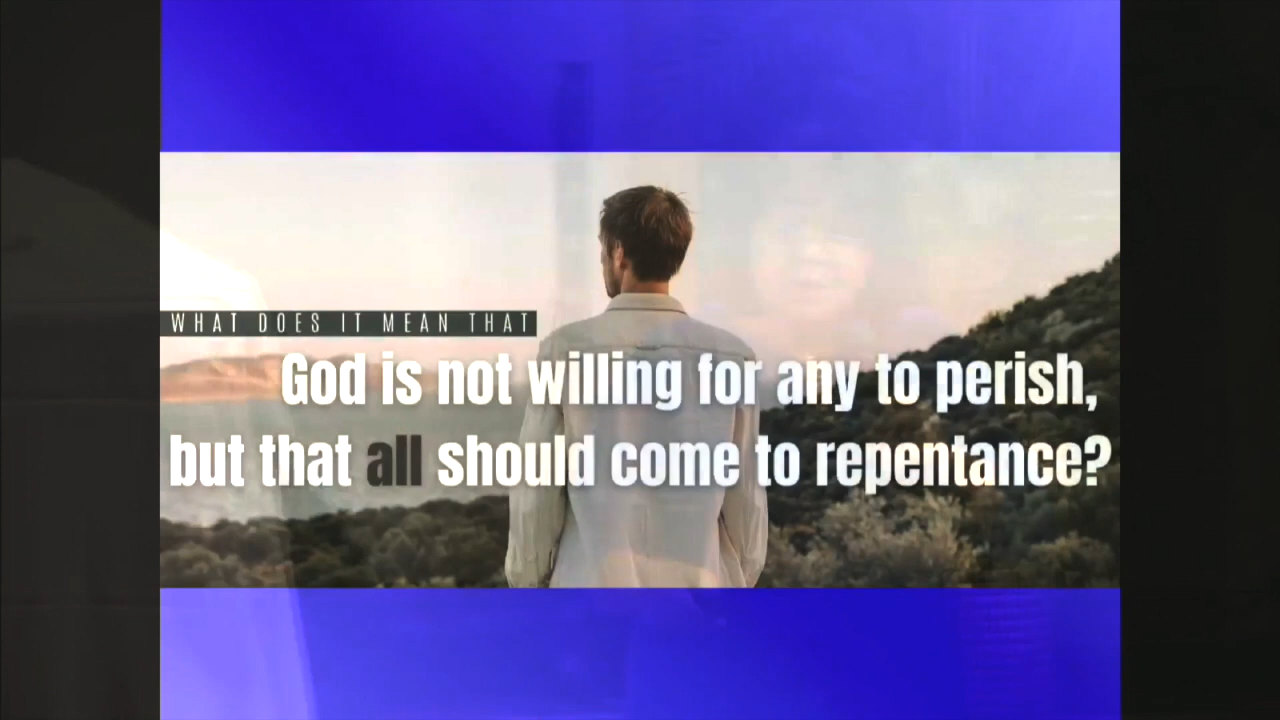 WHAT DOES IT MEAN THAT
God is not willing for any to perish,
but that all should come to repentance?